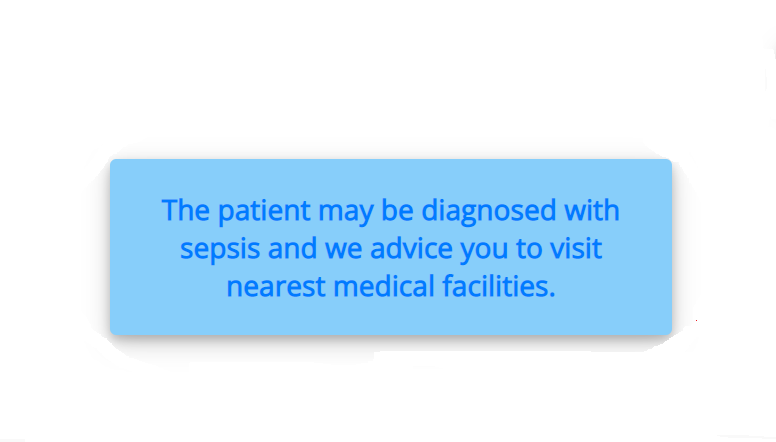 The patient may be diagnosed with
sepsis and we advice you to visit
nearest medical facilities.